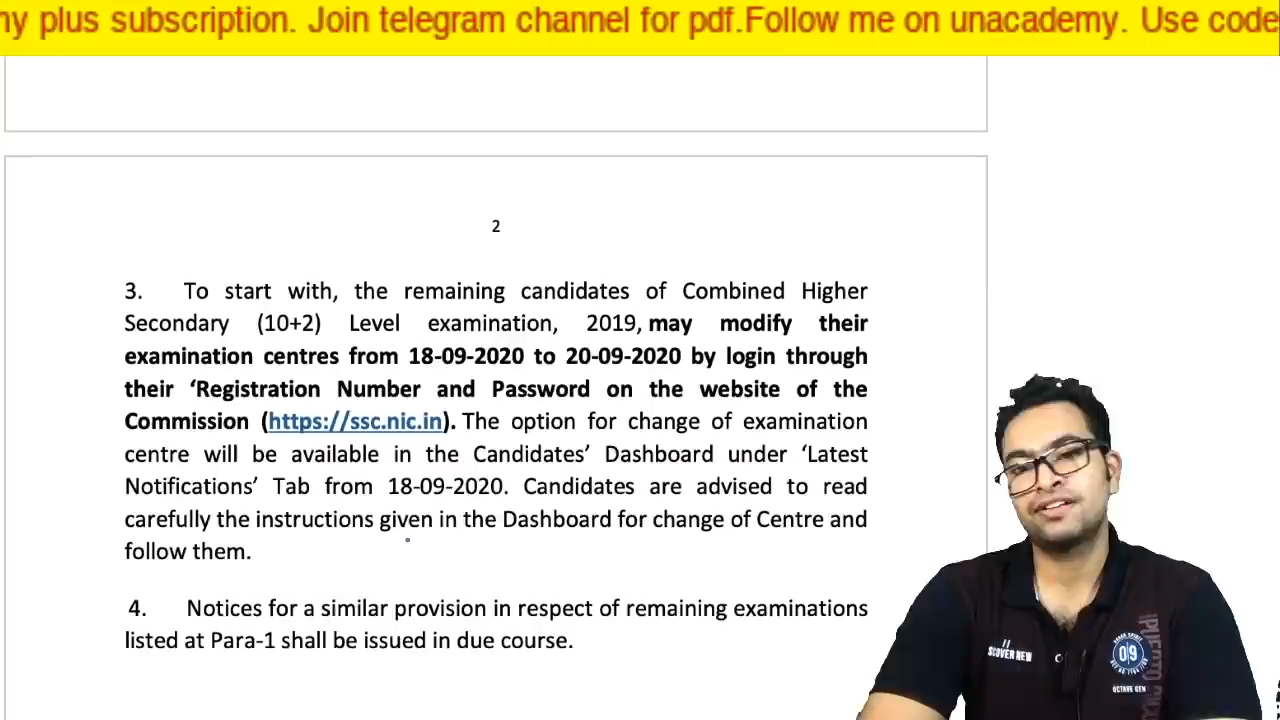 ny plus subscription. Join telegram channel for pdf.Follow me on unacademy. Use code
2
3. To start with, the remaining candidates of Combined Higher
Secondary (10+2) Level examination, 2019, may modify their
examination centres from 18-09-2020 to 20-09-2020 by login through
their ‘Registration Number and Password on the website of the
Commission (https://ssc.nic.in). The option for change of examination
centre will be available in the Candidates’ Dashboard under ‘Latest
Notifications’ Tab from 18-09-2020. Candidates are advised to read
carefully the instructions given in the Dashboard for change of Centre and
follow them.
4. Notices for a similar provision in respect of remaining examinations
listed at Para-1 shall be issued in due course.
SCOVER NEW
09
OCTAVE GEN